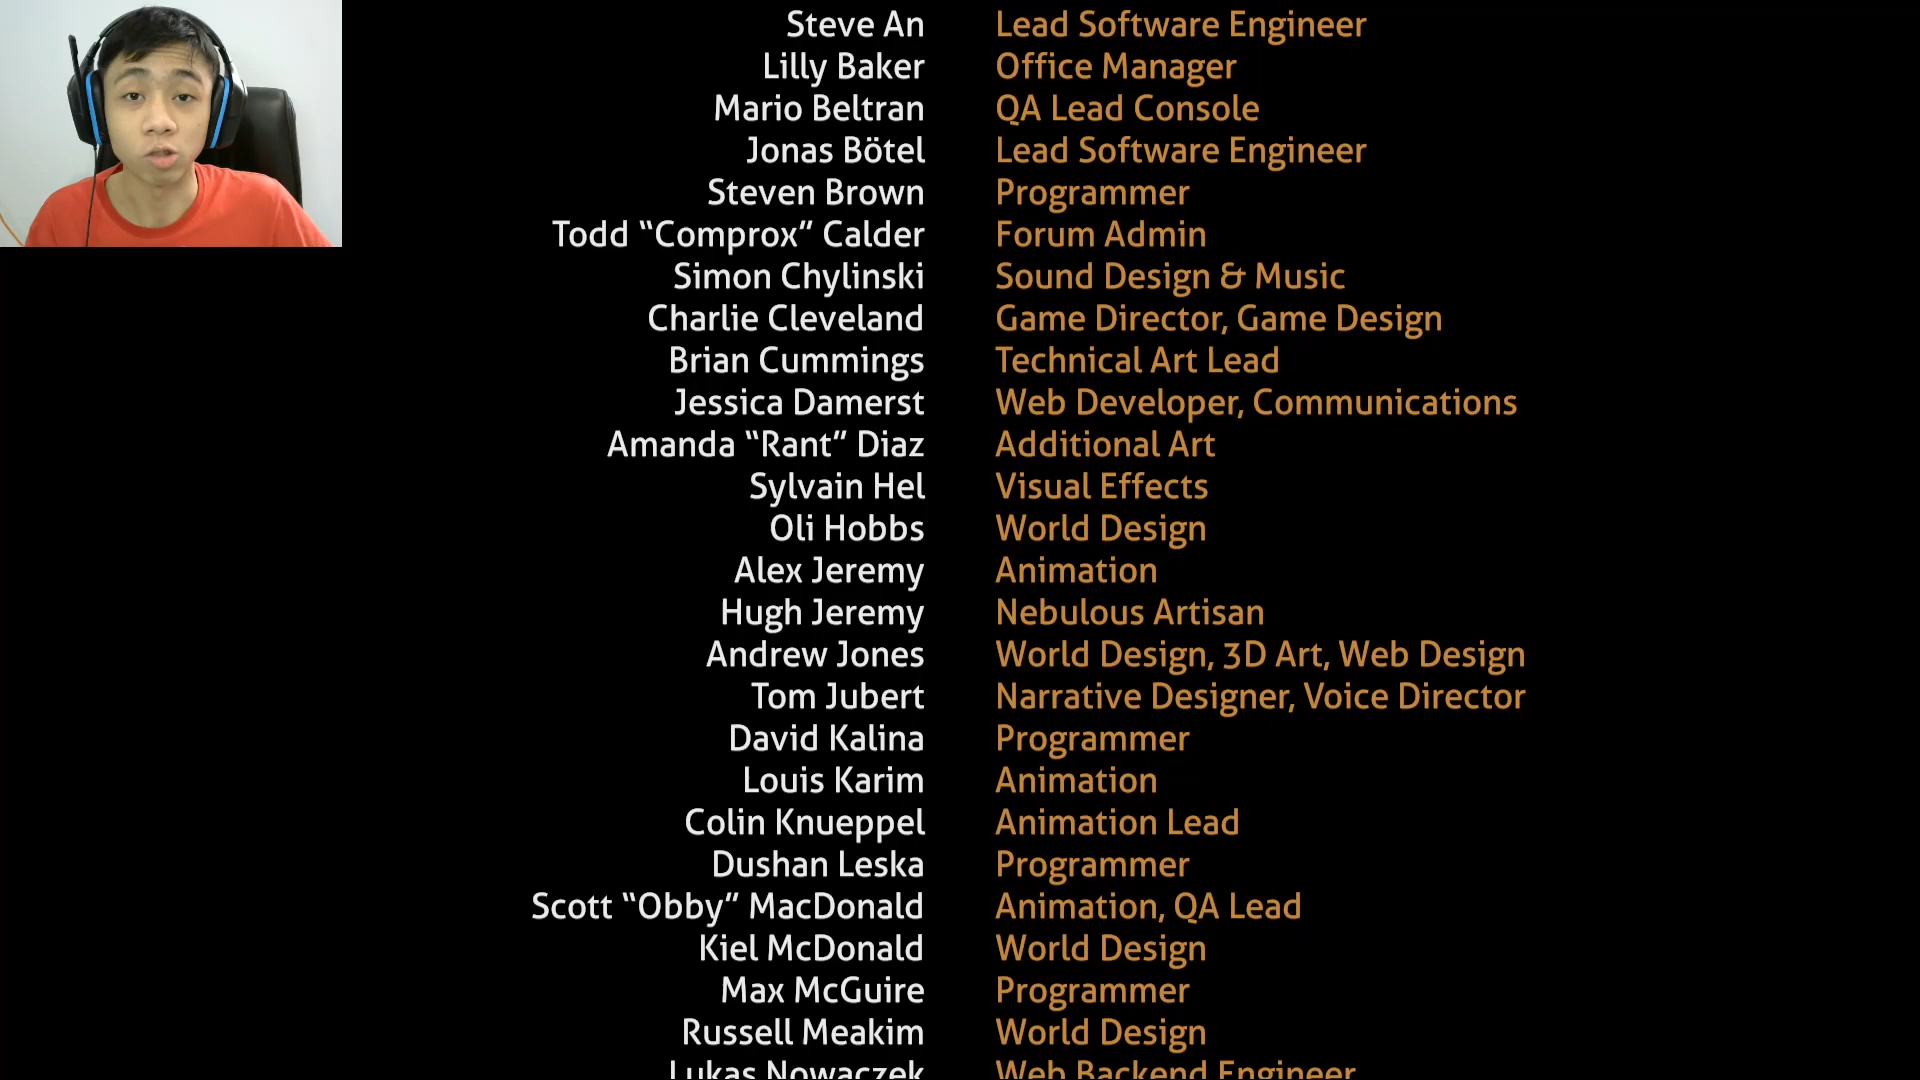 Steve An Lead Software Engineer
Lilly Baker Office Manager
Mario Beltran QA Lead Console
Jonas Bötel Lead Software Engineer
Steven Brown Programmer
Todd “Comprox” Calder Forum Admin
Simon Chylinski Sound Design & Music
Charlie Cleveland Game Director, Game Design
Brian Cummings Technical Art Lead
Jessica Damerst Web Developer, Communications
Amanda “Rant” Diaz Additional Art
Sylvain Hel Visual Effects
Oli Hobbs World Design
Alex Jeremy Animation
Hugh Jeremy Nebulous Artisan
Andrew Jones World Design, 3D Art, Web Design
Tom Jubert Narrative Designer, Voice Director
David Kalina Programmer
Louis Karim Animation
Colin Knueppel Animation Lead
Dushan Leska Programmer
Scott “Obby” MacDonald Animation, QA Lead
Kiel McDonald World Design
Max McGuire Programmer
Russell Meakim World Design
Lukas Nowaczek Web Backend Engineer